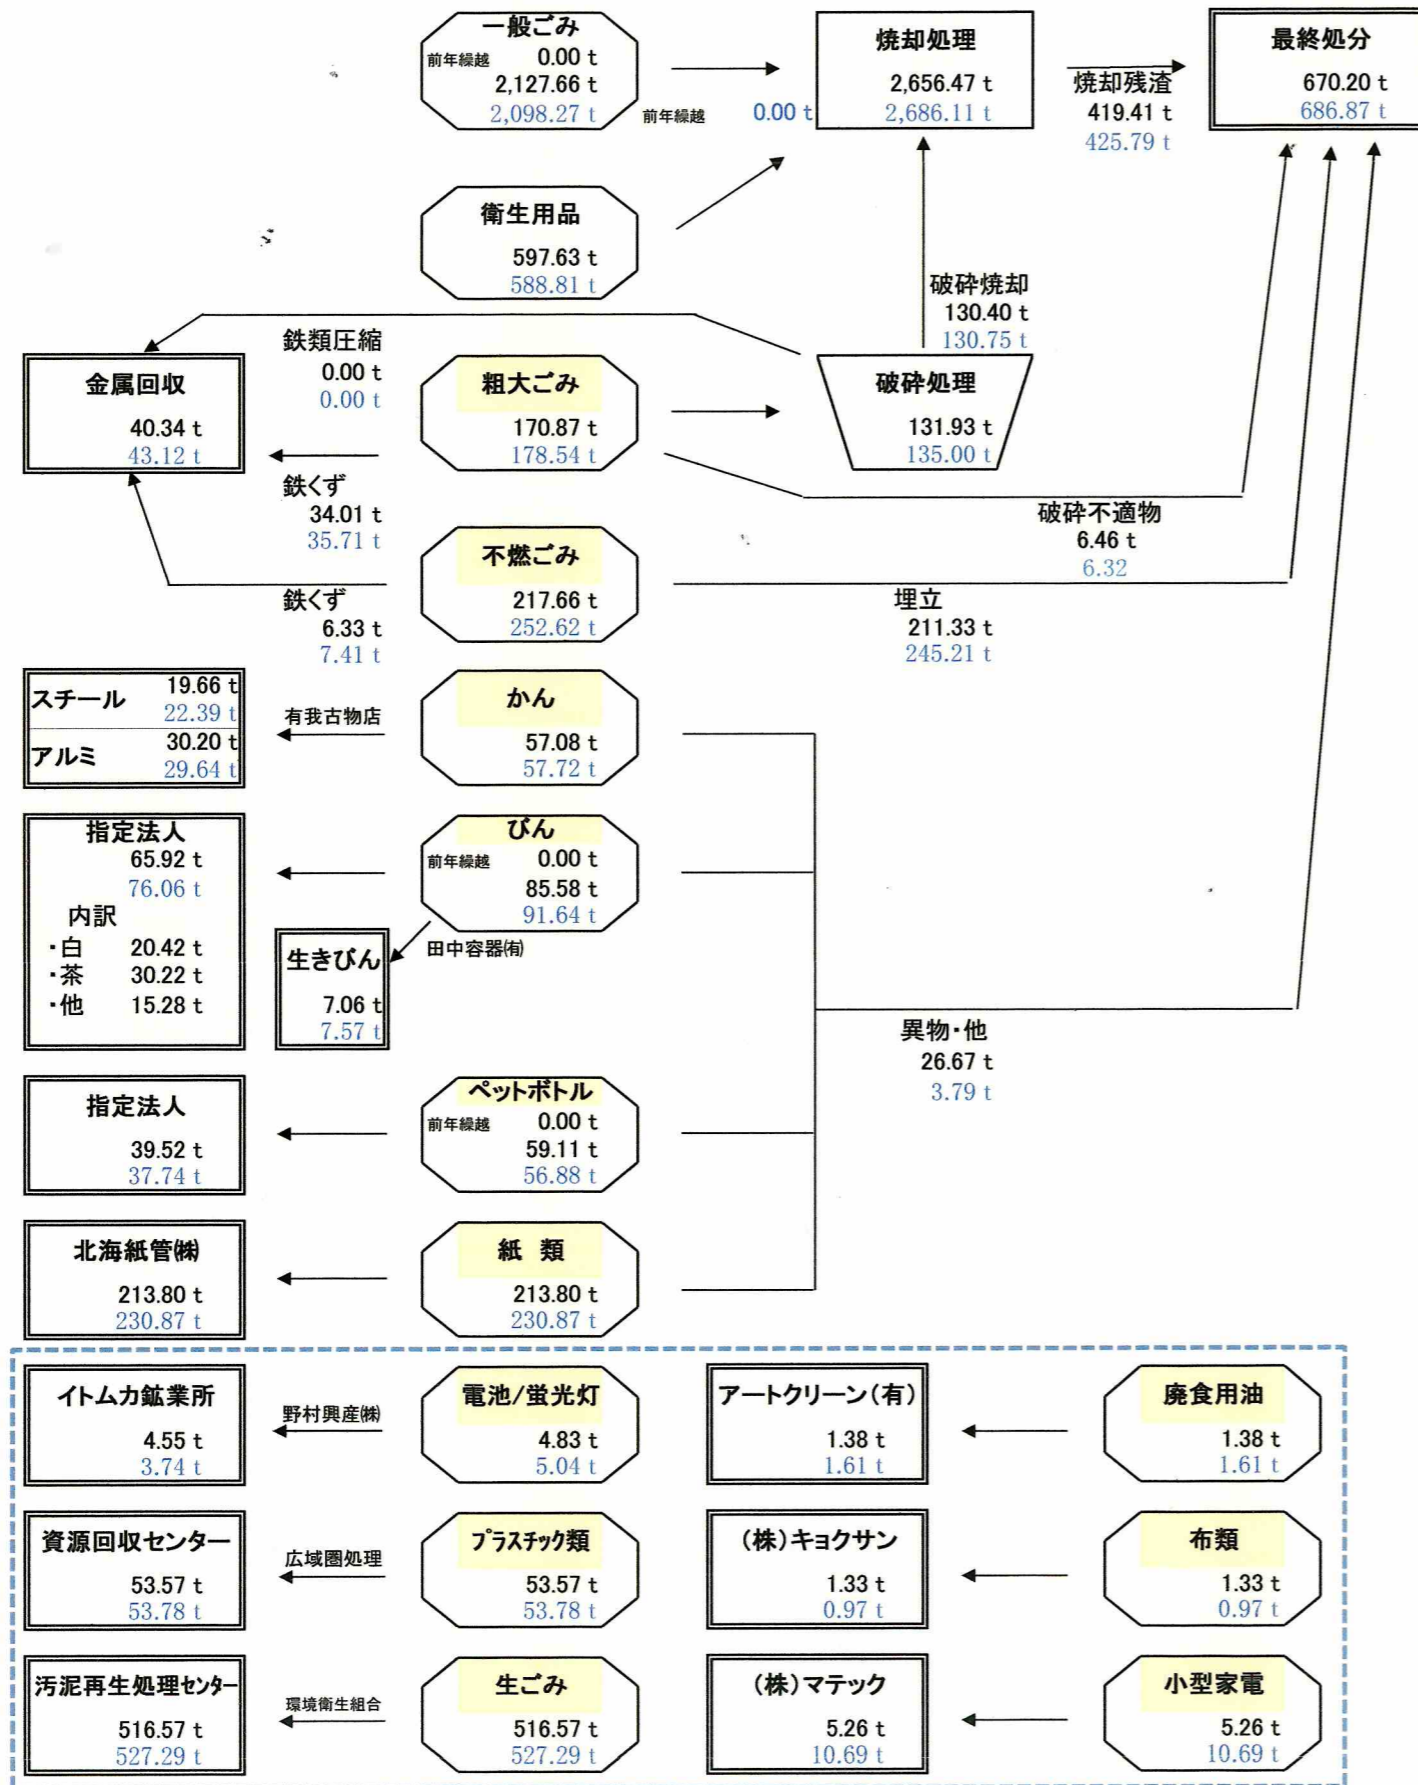 一般ごみ
前年繰越 0.00 t
2,127.66 t
2,098.27 t
前年繰越 0.00 t
焼却処理
2,656.47 t
2,686.11 t
焼却残渣
419.41 t
425.79 t
最終処分
670.20 t
686.87 t
衛生用品
597.63 t
588.81 t
破砕焼却
130.40 t
130.75 t
鉄類圧縮
0.00 t
0.00 t
金属回収
40.34 t
43.12 t
粗大ごみ
170.87 t
178.54 t
破砕処理
131.93 t
135.00 t
鉄くず
34.01 t
35.71 t
破砕不適物
6.46 t
6.32
不燃ごみ
217.66 t
252.62 t
鉄くず
6.33 t
7.41 t
埋立
211.33 t
245.21 t
スチール 19.66 t
22.39 t
アルミ 30.20 t
29.64 t
有我古物店
かん
57.08 t
57.72 t
指定法人
65.92 t
76.06 t
内訳
・白 20.42 t
・茶 30.22 t
・他 15.28 t
びん
前年繰越 0.00 t
85.58 t
91.64 t
田中容器㈲
生きびん
7.06 t
7.57 t
異物・他
26.67 t
3.79 t
指定法人
39.52 t
37.74 t
ペットボトル
前年繰越 0.00 t
59.11 t
56.88 t
北海紙管㈱
213.80 t
230.87 t
紙 類
213.80 t
230.87 t
イトムカ鉱業所
4.55 t
3.74 t
野村興産㈱
電池/蛍光灯
4.83 t
5.04 t
アートクリーン(有)
1.38 t
1.61 t
廃食用油
1.38 t
1.61 t
資源回収センター
53.57 t
53.78 t
広域圏処理
プラスチック類
53.57 t
53.78 t
(株)キョクサン
1.33 t
0.97 t
布類
1.33 t
0.97 t
汚泥再生処理センター
516.57 t
527.29 t
環境衛生組合
生ごみ
516.57 t
527.29 t
(株)マテック
5.26 t
10.69 t
小型家電
5.26 t
10.69 t